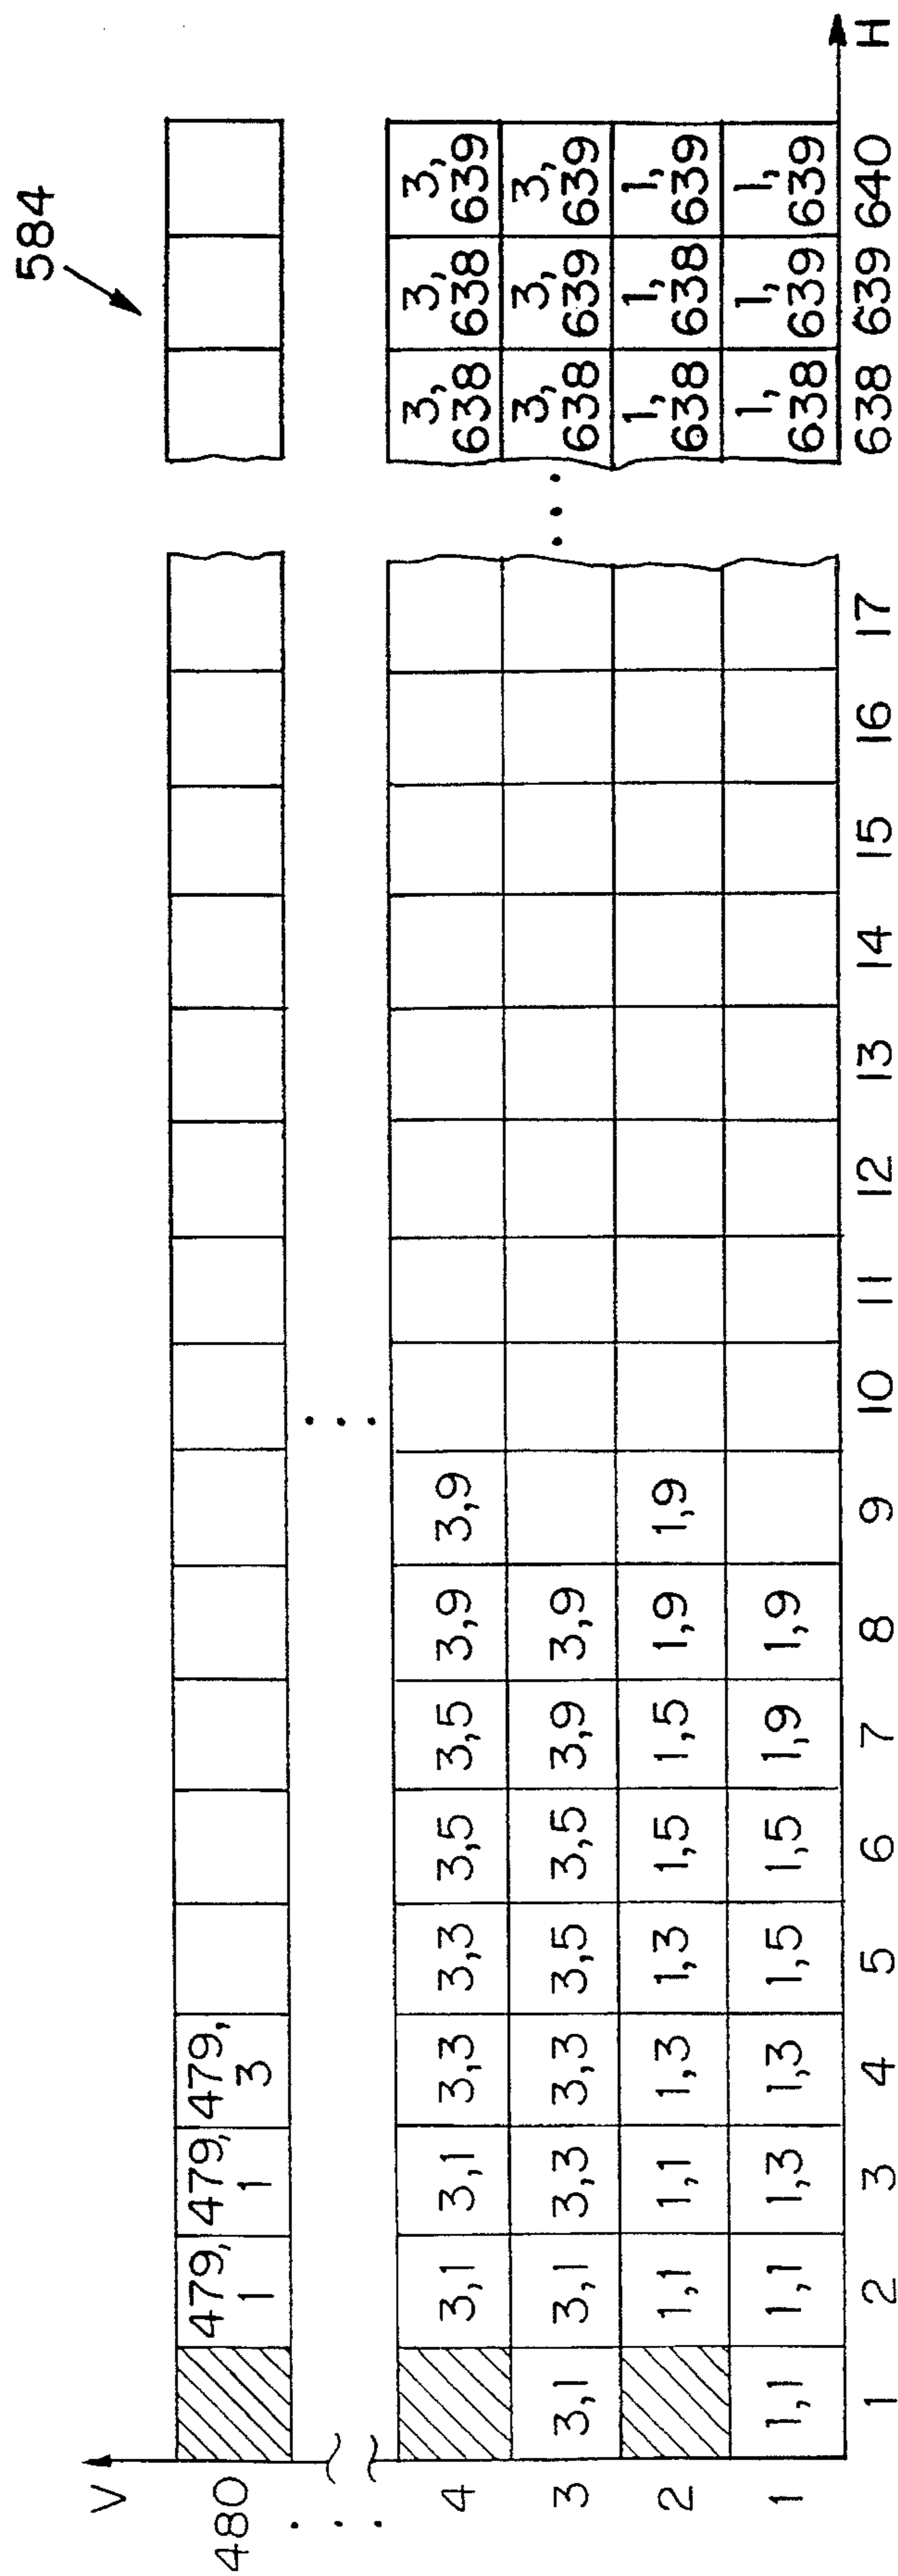 584
V
480 479, 479, 479,
1 1 3
4 3,1 3,1 3,3 3,3 3,5 3,5 3,9 3,9 3, 3, 3,
638 638 639
3 3,1 3,1 3,3 3,3 3,5 3,5 3,9 3,9 3, 3, 3,
638 639 639
2 1,1 1,1 1,3 1,3 1,5 1,5 1,9 1,9 1, 1, 1,
638 638 639
1 1,1 1,1 1,3 1,3 1,5 1,5 1,9 1,9 1, 1, 1,
638 639 639
1 2 3 4 5 6 7 8 9 10 11 12 13 14 15 16 17 638 639 640 H